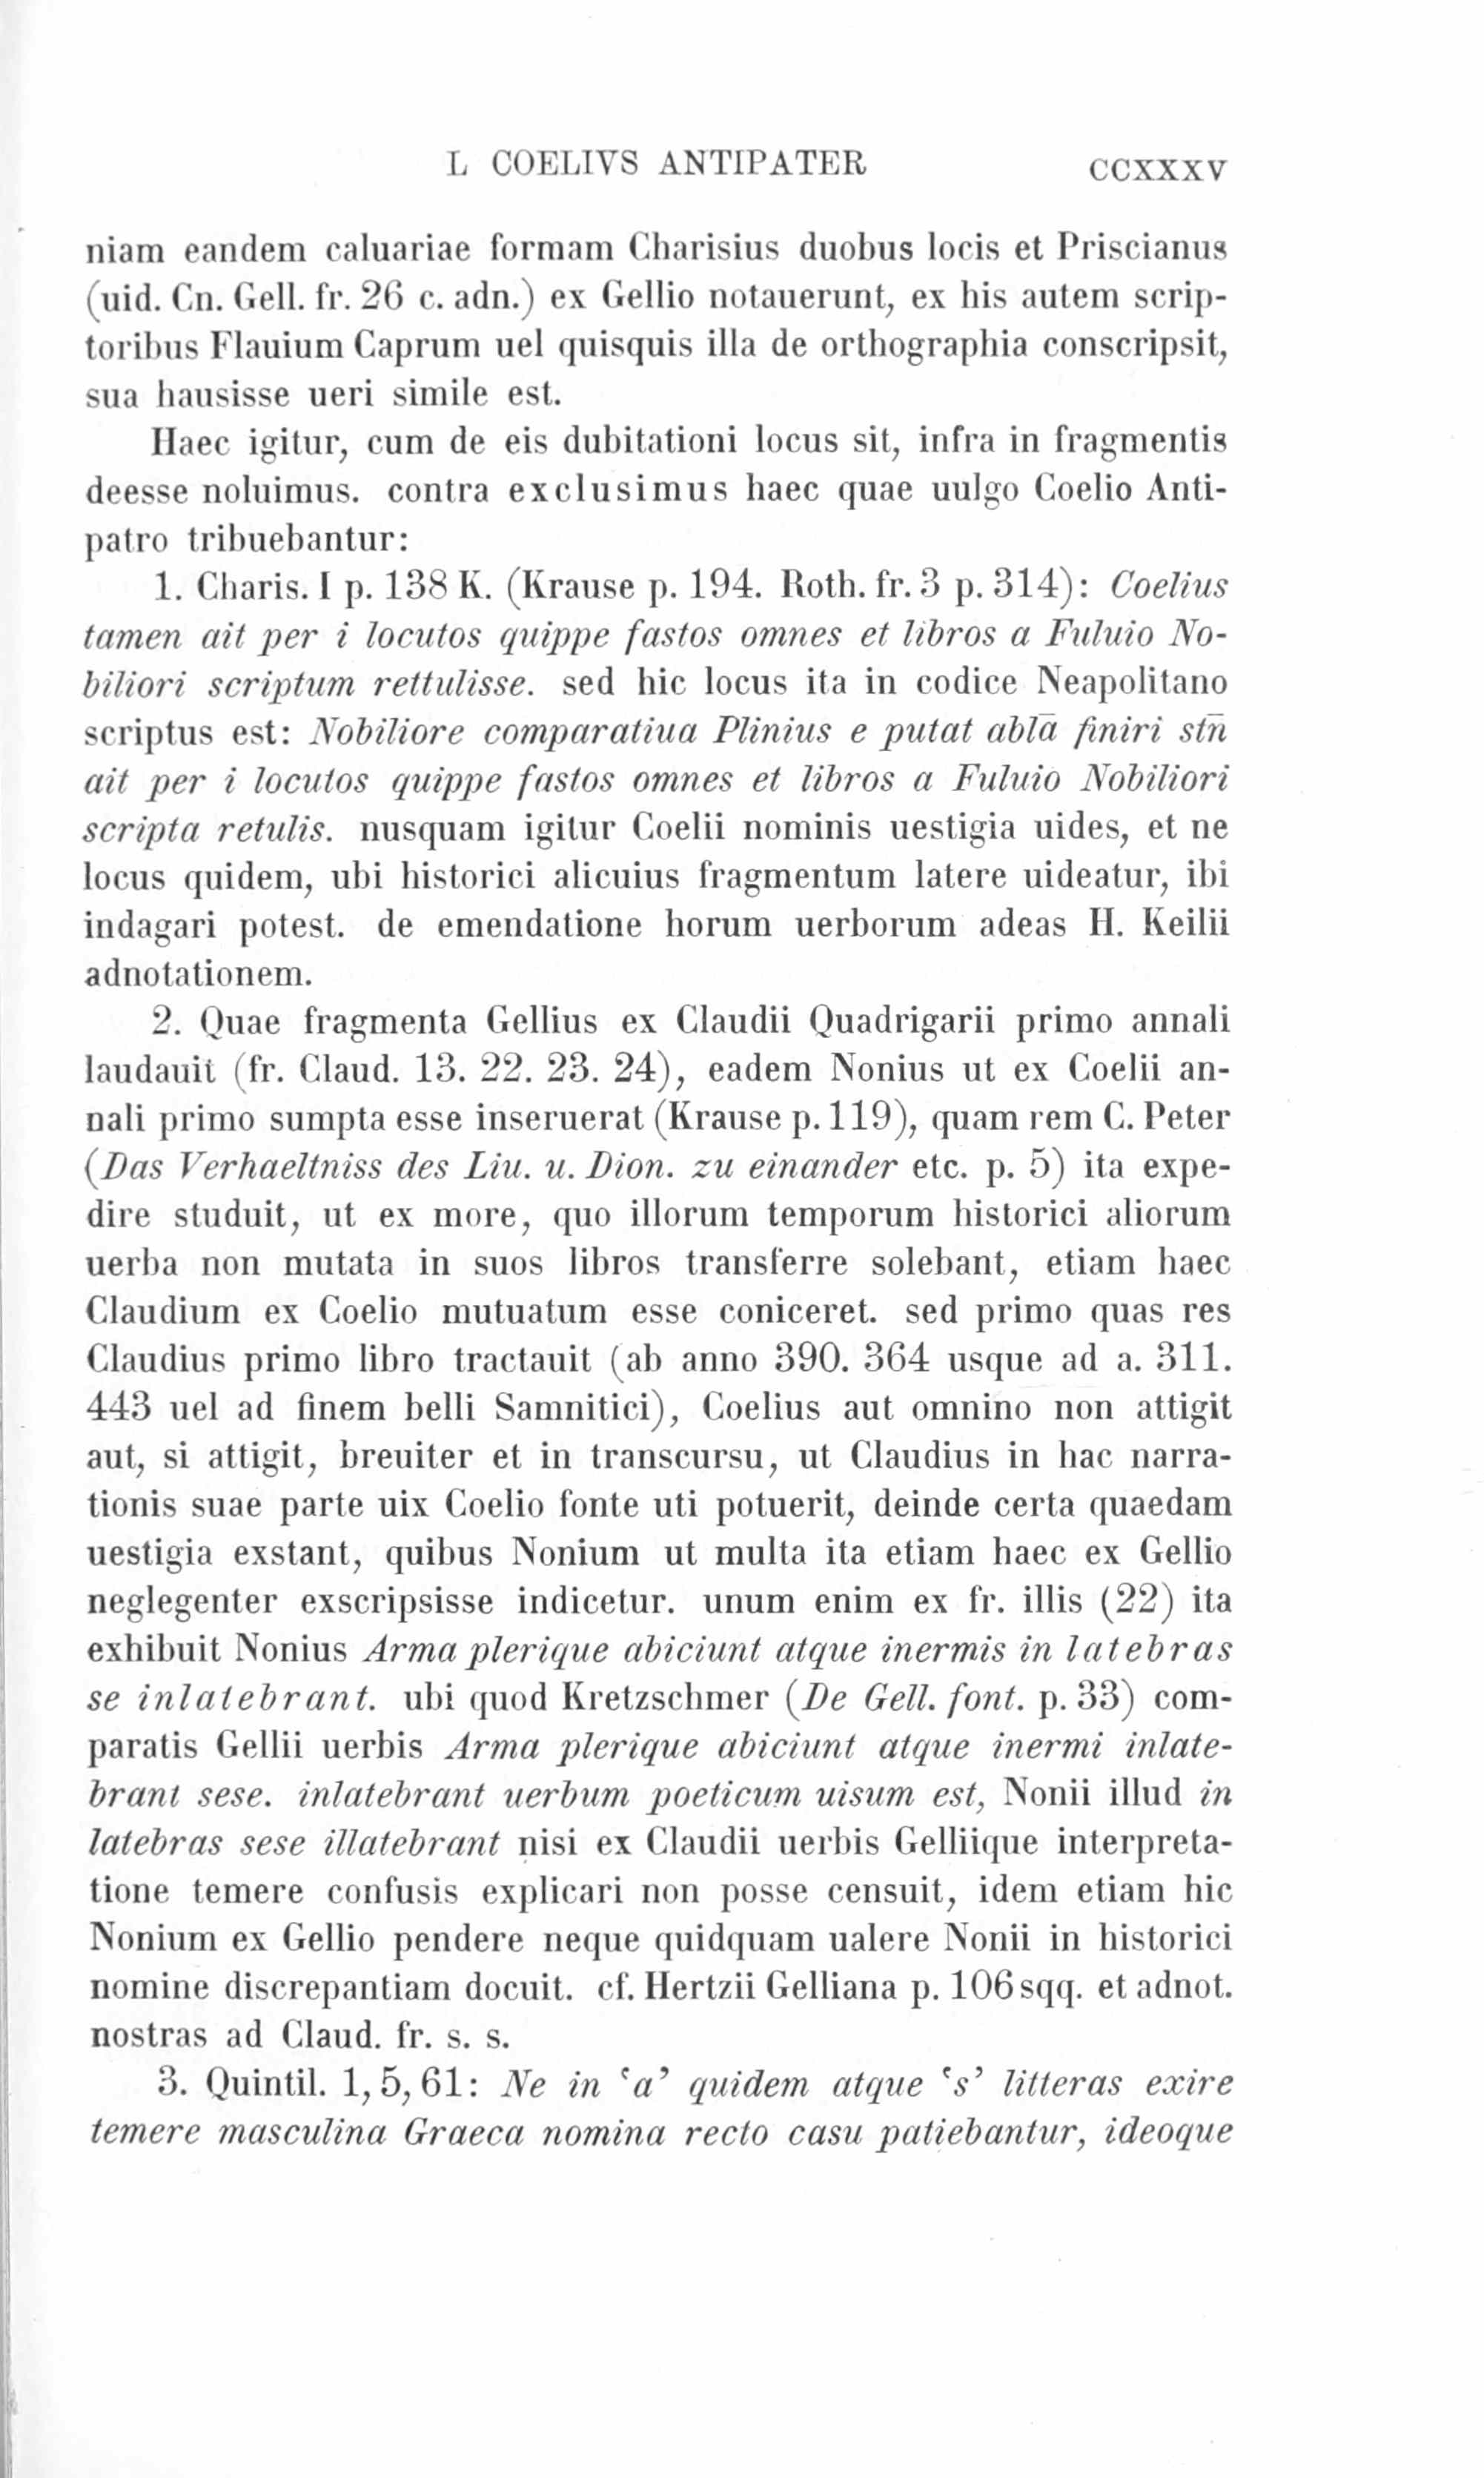 L COELIVS ANTIPATER CCXXXV
niam eandem caluariae formam Charisius duobus locis et Priscianus
(uid. Cn. Gell. fr. 26 c. adn.) ex Gellio notauerunt, ex his autem scrip-
toribus Flauium Caprum uel quisquis illa de orthographia conscripsit,
sua hausisse ueri simile est.
Haec igitur, cum de eis dubitationi locus sit, infra in fragmentis
deesse noluimus. contra exclusimus haec quae uulgo Coelio Anti-
patro tribuebantur:
1. Charis. I p. 138 K. (Krause p. 194. Roth. fr. 3 p. 314): Coelius
tamen ait per i locutos quippe fastos omnes et libros a Fuluio No-
biliori scriptum rettulisse. sed hic locus ita in codice Neapolitano
scriptus est: Nobiliore comparatiua Plinius e putat ablā finiri stn̄
ait per i locutos quippe fastos omnes et libros a Fuluio Nobiliori
scripta retulis. nusquam igitur Coelii nominis uestigia uides, et ne
locus quidem, ubi historici alicuius fragmentum latere uideatur, ibi
indagari potest. de emendatione horum uerborum adeas H. Keilii
adnotationem.
2. Quae fragmenta Gellius ex Claudii Quadrigarii primo annali
laudauit (fr. Claud. 13. 22. 23. 24), eadem Nonius ut ex Coelii an-
nali primo sumpta esse inseruerat (Krause p. 119), quam rem C. Peter
(Das Verhaeltniss des Liu. u. Dion. zu einander etc. p. 5) ita expe-
dire studuit, ut ex more, quo illorum temporum historici aliorum
uerba non mutata in suos libros transferre solebant, etiam haec
Claudium ex Coelio mutuatum esse coniceret. sed primo quas res
Claudius primo libro tractauit (ab anno 390. 364 usque ad a. 311.
443 uel ad finem belli Samnitici), Coelius aut omnino non attigit
aut, si attigit, breuiter et in transcursu, ut Claudius in hac narra-
tionis suae parte uix Coelio fonte uti potuerit, deinde certa quaedam
uestigia exstant, quibus Nonium ut multa ita etiam haec ex Gellio
neglegenter exscripsisse indicetur. unum enim ex fr. illis (22) ita
exhibuit Nonius Arma plerique abiciunt atque inermis in latebras
se inlatebrant. ubi quod Kretzschmer (De Gell. font. p. 33) com-
paratis Gellii uerbis Arma plerique abiciunt atque inermi inlate-
brant sese. inlatebrant uerbum poeticum uisum est, Nonii illud in
latebras sese illatebrant nisi ex Claudii uerbis Gelliique interpreta-
tione temere confusis explicari non posse censuit, idem etiam hic
Nonium ex Gellio pendere neque quidquam ualere Nonii in historici
nomine discrepantiam docuit. cf. Hertzii Gelliana p. 106 sqq. et adnot.
nostras ad Claud. fr. s. s.
3. Quintil. 1, 5, 61: Ne in ‘a’ quidem atque ‘s’ litteras exire
temere masculina Graeca nomina recto casu patiebantur, ideoque